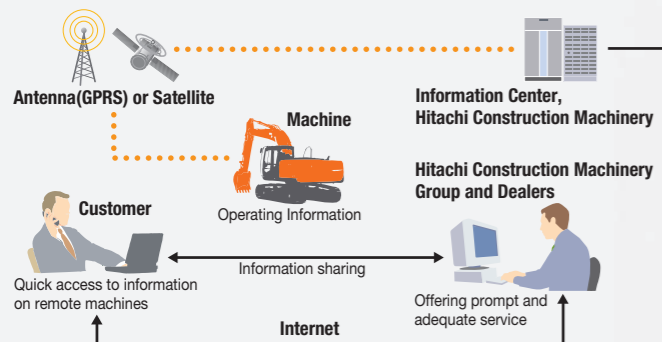 Antenna(GPRS) or Satellite
Information Center,
Hitachi Construction Machinery
Machine
Operating Information
Hitachi Construction Machinery
Group and Dealers
Customer
Quick access to information
on remote machines
Information sharing
Offering prompt and
adequate service
Internet